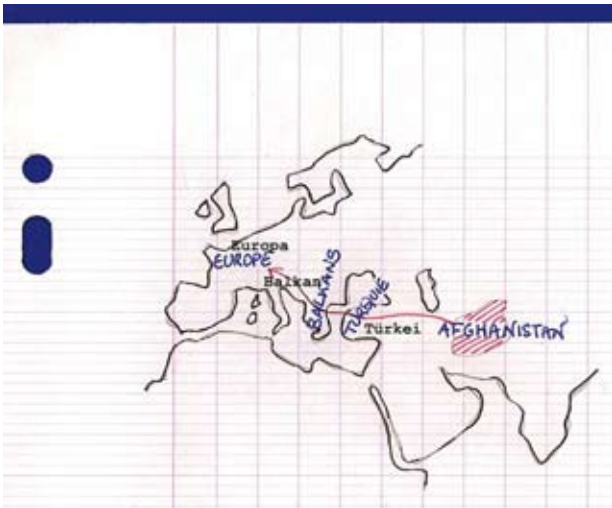 Europa
EUROPE
Balkan
BALKANS
TURQUIE
Türkei
AFGHANISTAN